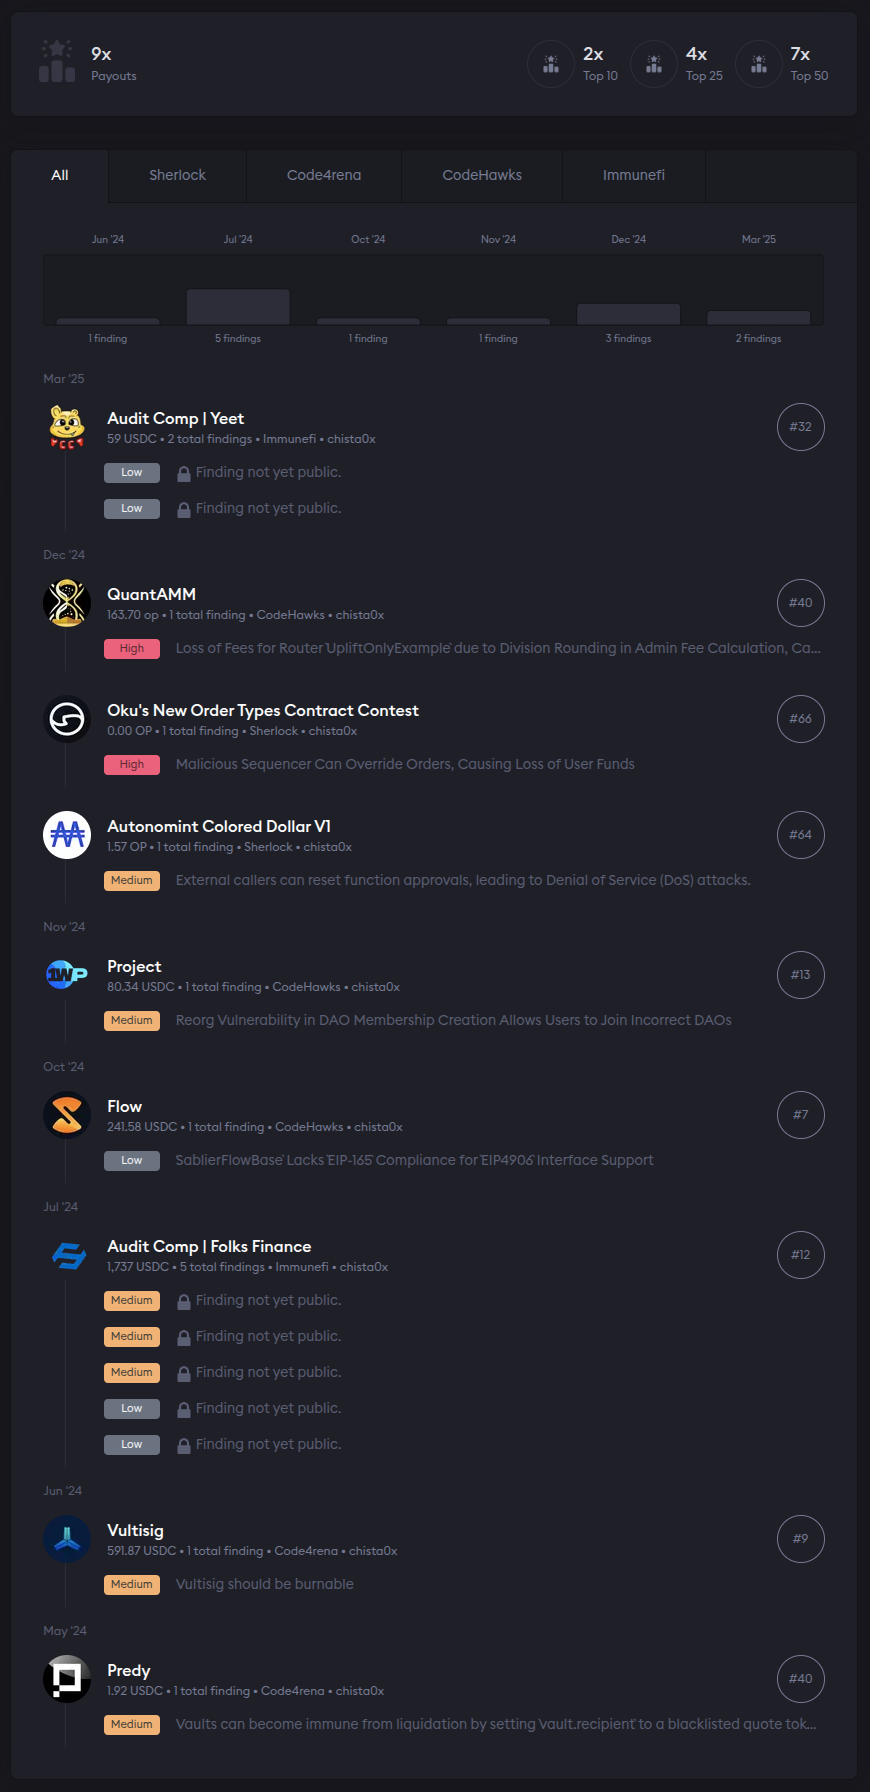 9x
Payouts
2x
Top 10
4x
Top 25
7x
Top 50
All
Sherlock
Code4rena
CodeHawks
Immunefi
Jun '24
Jul '24
Oct '24
Nov '24
Dec '24
Mar '25
1 finding
5 findings
1 finding
1 finding
3 findings
2 findings
Mar '25
Audit Comp | Yeet
59 USDC • 2 total findings • Immunefi • chista0x
#32
Low
Finding not yet public.
Low
Finding not yet public.
Dec '24
QuantAMM
163.70 op • 1 total finding • CodeHawks • chista0x
#40
High
Loss of Fees for Router `UpliftOnlyExample` due to Division Rounding in Admin Fee Calculation, Ca...
Oku's New Order Types Contract Contest
0.00 OP • 1 total finding • Sherlock • chista0x
#66
High
Malicious Sequencer Can Override Orders, Causing Loss of User Funds
Autonomint Colored Dollar V1
1.57 OP • 1 total finding • Sherlock • chista0x
#64
Medium
External callers can reset function approvals, leading to Denial of Service (DoS) attacks.
Nov '24
1WP
Project
80.34 USDC • 1 total finding • CodeHawks • chista0x
#13
Medium
Reorg Vulnerability in DAO Membership Creation Allows Users to Join Incorrect DAOs
Oct '24
Flow
241.58 USDC • 1 total finding • CodeHawks • chista0x
#7
Low
SablierFlowBase` Lacks `EIP-165` Compliance for `EIP4906` Interface Support
Jul '24
Audit Comp | Folks Finance
1,737 USDC • 5 total findings • Immunefi • chista0x
#12
Medium
Finding not yet public.
Medium
Finding not yet public.
Medium
Finding not yet public.
Low
Finding not yet public.
Low
Finding not yet public.
Jun '24
Vultisig
591.87 USDC • 1 total finding • Code4rena • chista0x
#9
Medium
Vultisig should be burnable
May '24
Predy
1.92 USDC • 1 total finding • Code4rena • chista0x
#40
Medium
Vaults can become immune from liquidation by setting `vault.recipient` to a blacklisted quote tok...